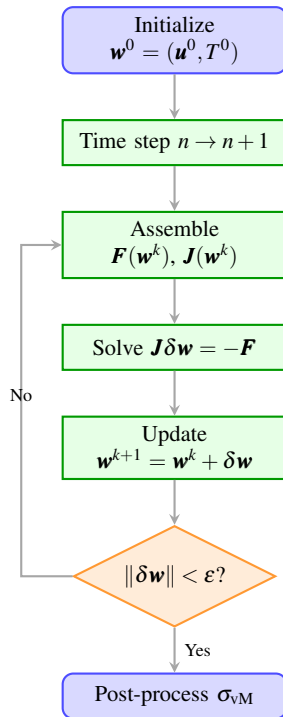 Initialize
𝒘⁰ = (𝒖⁰, T⁰)
Time step n → n + 1
Assemble
𝑭(𝒘ᵏ), 𝑱(𝒘ᵏ)
Solve 𝑱δ𝒘 = −𝑭
No
Update
𝒘ᵏ⁺¹ = 𝒘ᵏ + δ𝒘
‖δ𝒘‖ < ε?
Yes
Post-process σ_vM